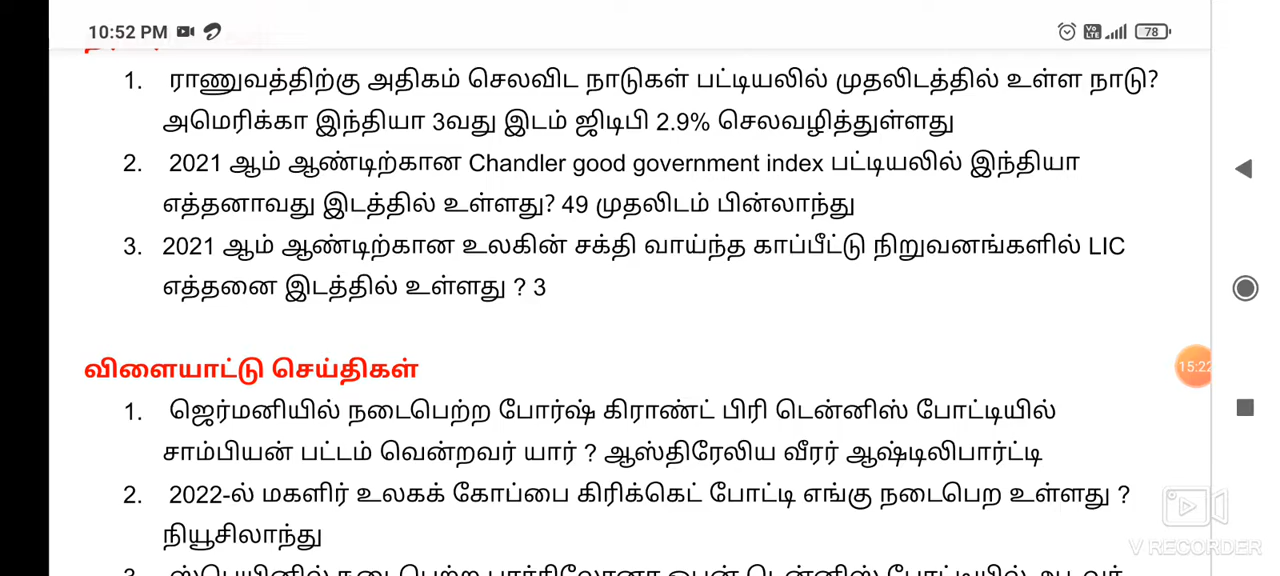 10:52 PM 78
1. ராணுவத்திற்கு அதிகம் செலவிட நாடுகள் பட்டியலில் முதலிடத்தில் உள்ள நாடு?
அமெரிக்கா இந்தியா 3வது இடம் ஜிடிபி 2.9% செலவழித்துள்ளது
2. 2021 ஆம் ஆண்டிற்கான Chandler good government index பட்டியலில் இந்தியா
எத்தனாவது இடத்தில் உள்ளது? 49 முதலிடம் பின்லாந்து
3. 2021 ஆம் ஆண்டிற்கான உலகின் சக்தி வாய்ந்த காப்பீட்டு நிறுவனங்களில் LIC
எத்தனை இடத்தில் உள்ளது ? 3
15:22
விளையாட்டு செய்திகள்
1. ஜெர்மனியில் நடைபெற்ற போர்ஷ் கிராண்ட் பிரி டென்னிஸ் போட்டியில்
சாம்பியன் பட்டம் வென்றவர் யார் ? ஆஸ்திரேலிய வீரர் ஆஷ்டிலிபார்ட்டி
2. 2022-ல் மகளிர் உலகக் கோப்பை கிரிக்கெட் போட்டி எங்கு நடைபெற உள்ளது ?
நியூசிலாந்து
V RECORDER
3. ஸ்பெயினில் நடைபெற்ற பார்சிலோனா ஓபன் டென்னிஸ் போட்டியில் ஆடவர்